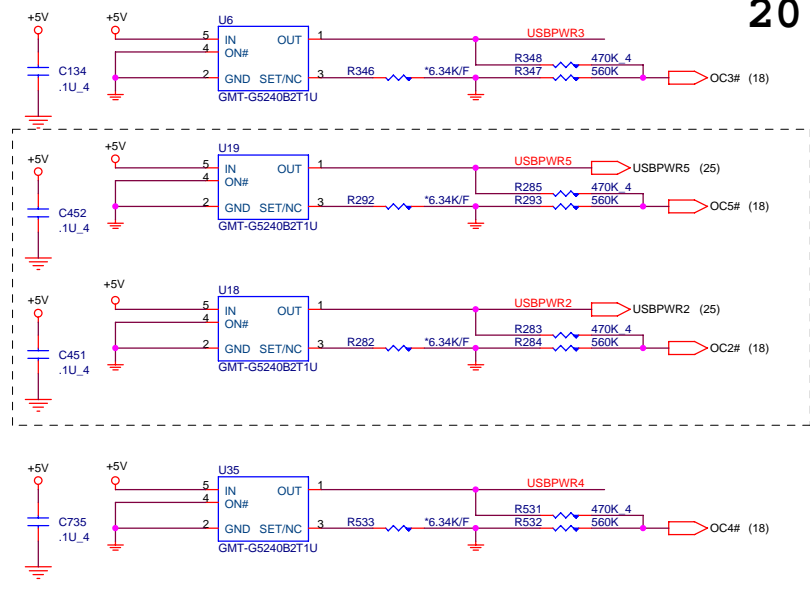 20
+5V
C134
.1U_4
+5V
U6
5 IN OUT 1
4 ON#
2 GND SET/NC 3
GMT-G5240B2T1U
R346 *6.34K/F
USBPWR3
R348 470K_4
R347 560K
OC3# (18)
+5V
C452
.1U_4
+5V
U19
5 IN OUT 1
4 ON#
2 GND SET/NC 3
GMT-G5240B2T1U
R292 *6.34K/F
USBPWR5 USBPWR5 (25)
R285 470K_4
R293 560K
OC5# (18)
+5V
C451
.1U_4
+5V
U18
5 IN OUT 1
4 ON#
2 GND SET/NC 3
GMT-G5240B2T1U
R282 *6.34K/F
USBPWR2 USBPWR2 (25)
R283 470K_4
R284 560K
OC2# (18)
+5V
C735
.1U_4
+5V
U35
5 IN OUT 1
4 ON#
2 GND SET/NC 3
GMT-G5240B2T1U
R533 *6.34K/F
USBPWR4
R531 470K_4
R532 560K
OC4# (18)